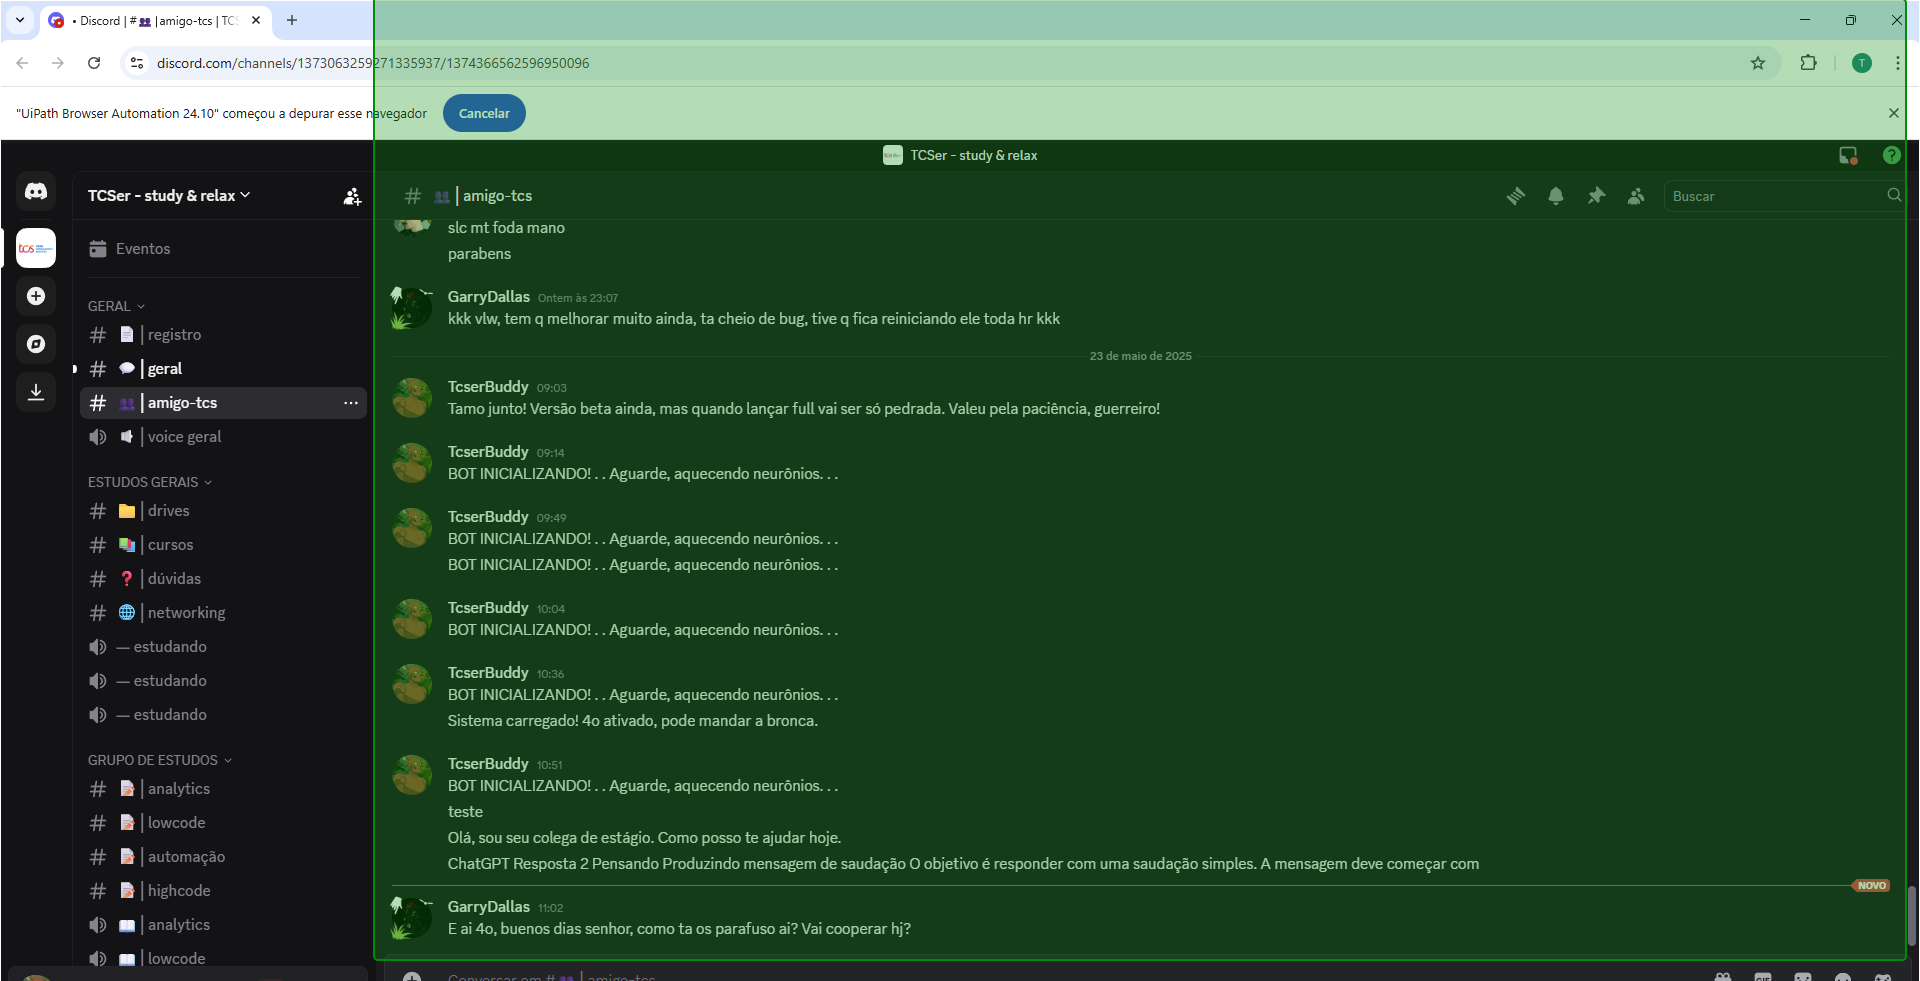 • Discord | # 👥 | amigo-tcs | TCS
discord.com/channels/1373063259271335937/1374366562596950096
"UiPath Browser Automation 24.10" começou a depurar esse navegador
Cancelar
T
TCSer - study & relax
TCSer - study & relax
# 👥 | amigo-tcs
Buscar
tcs
Eventos
GERAL
# | registro
# | geral
# | amigo-tcs
| voice geral
ESTUDOS GERAIS
# | drives
# | cursos
# | dúvidas
# | networking
— estudando
— estudando
— estudando
GRUPO DE ESTUDOS
# | analytics
# | lowcode
# | automação
# | highcode
| analytics
| lowcode
slc mt foda mano
parabens
GarryDallas Ontem às 23:07
kkk vlw, tem q melhorar muito ainda, ta cheio de bug, tive q fica reiniciando ele toda hr kkk
23 de maio de 2025
TcserBuddy 09:03
Tamo junto! Versão beta ainda, mas quando lançar full vai ser só pedrada. Valeu pela paciência, guerreiro!
TcserBuddy 09:14
BOT INICIALIZANDO! . . Aguarde, aquecendo neurônios. . .
TcserBuddy 09:49
BOT INICIALIZANDO! . . Aguarde, aquecendo neurônios. . .
BOT INICIALIZANDO! . . Aguarde, aquecendo neurônios. . .
TcserBuddy 10:04
BOT INICIALIZANDO! . . Aguarde, aquecendo neurônios. . .
TcserBuddy 10:36
BOT INICIALIZANDO! . . Aguarde, aquecendo neurônios. . .
Sistema carregado! 4o ativado, pode mandar a bronca.
TcserBuddy 10:51
BOT INICIALIZANDO! . . Aguarde, aquecendo neurônios. . .
teste
Olá, sou seu colega de estágio. Como posso te ajudar hoje.
ChatGPT Resposta 2 Pensando Produzindo mensagem de saudação O objetivo é responder com uma saudação simples. A mensagem deve começar com
NOVO
GarryDallas 11:02
E ai 4o, buenos dias senhor, como ta os parafuso ai? Vai cooperar hj?
Conversar em # 👥 | amigo-tcs
GIF